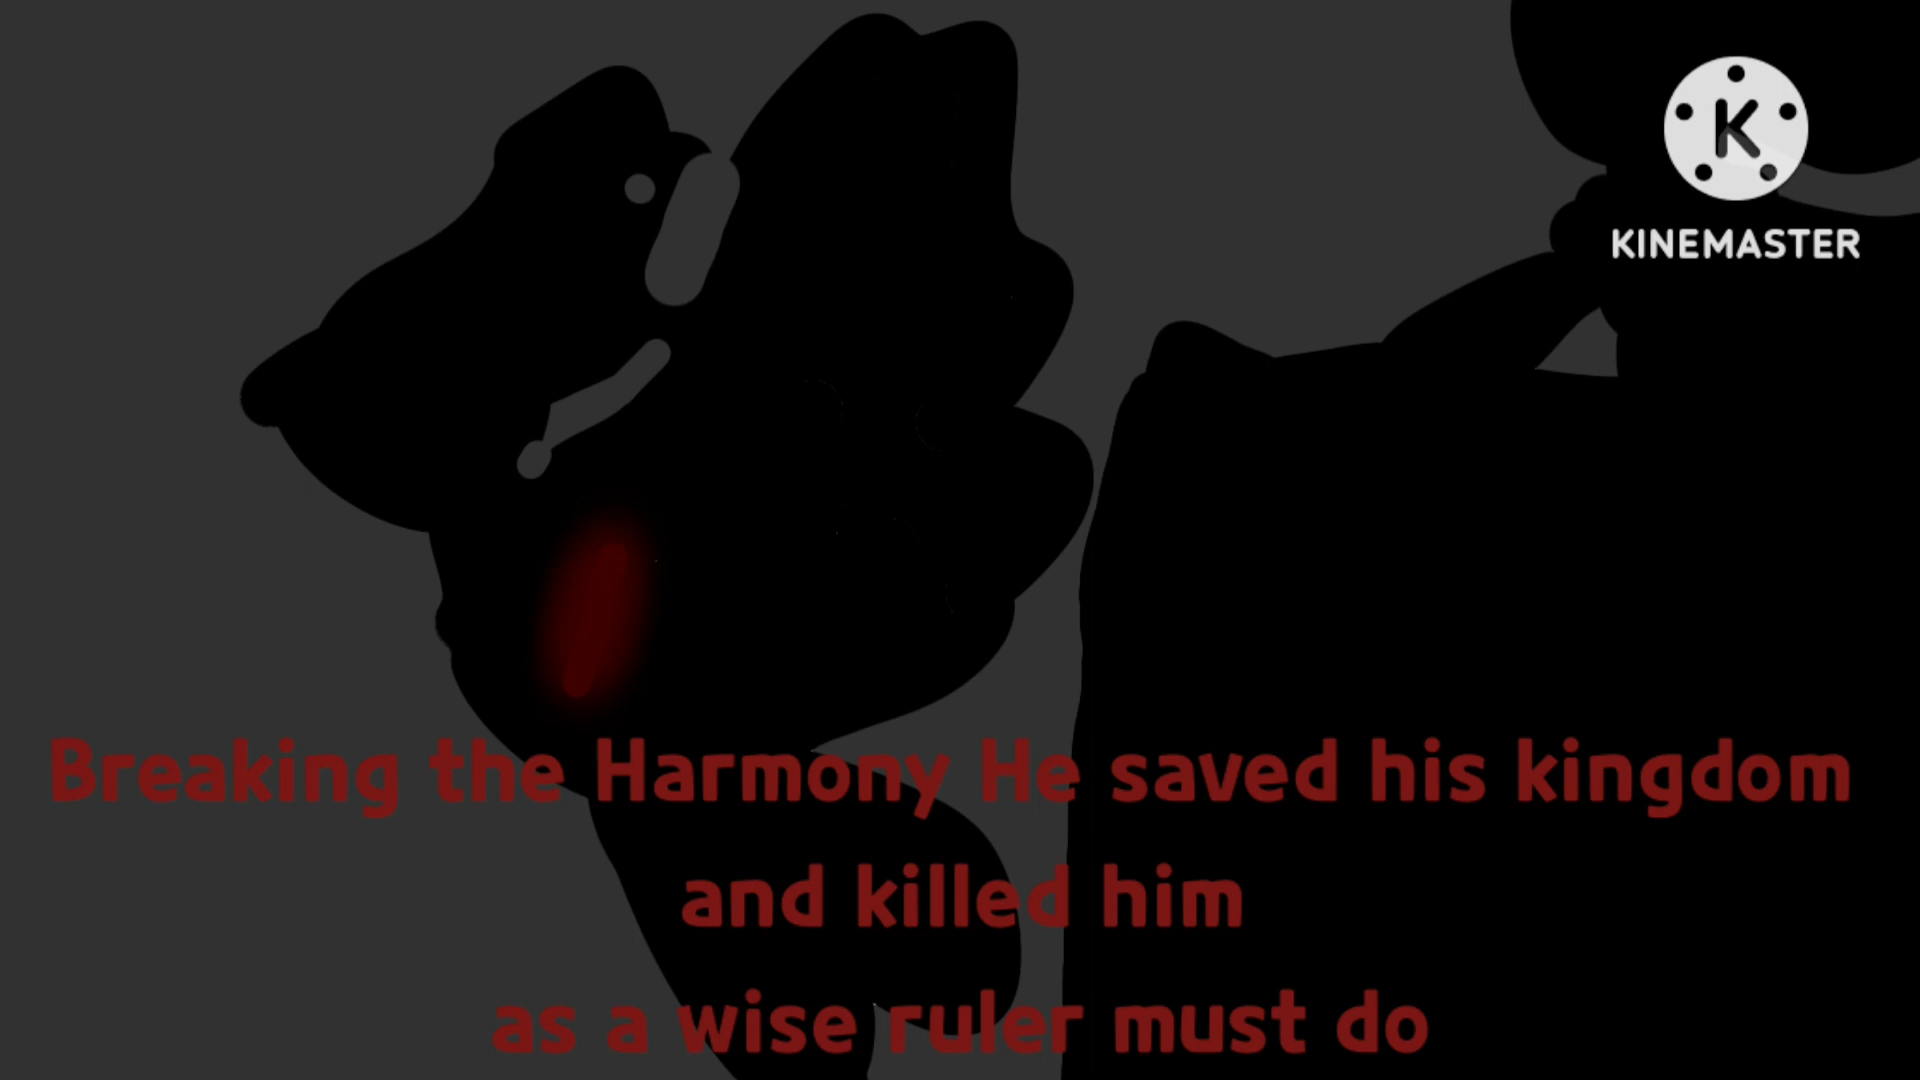 K
KINEMASTER
Breaking the Harmony He saved his kingdom
and killed him
as a wise ruler must do